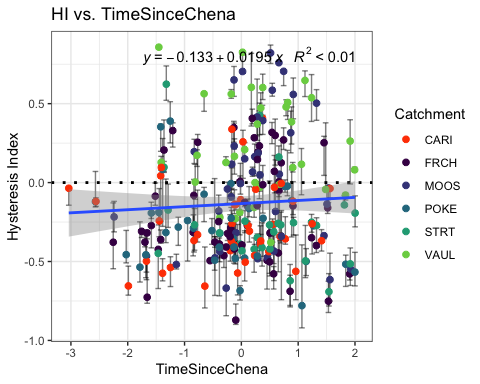 HI vs. TimeSinceChena
y = −0.133 + 0.0195 x  R² < 0.01
Hysteresis Index
0.5
0.0
-0.5
-1.0
-3 -2 -1 0 1 2
TimeSinceChena
Catchment
CARI
FRCH
MOOS
POKE
STRT
VAUL